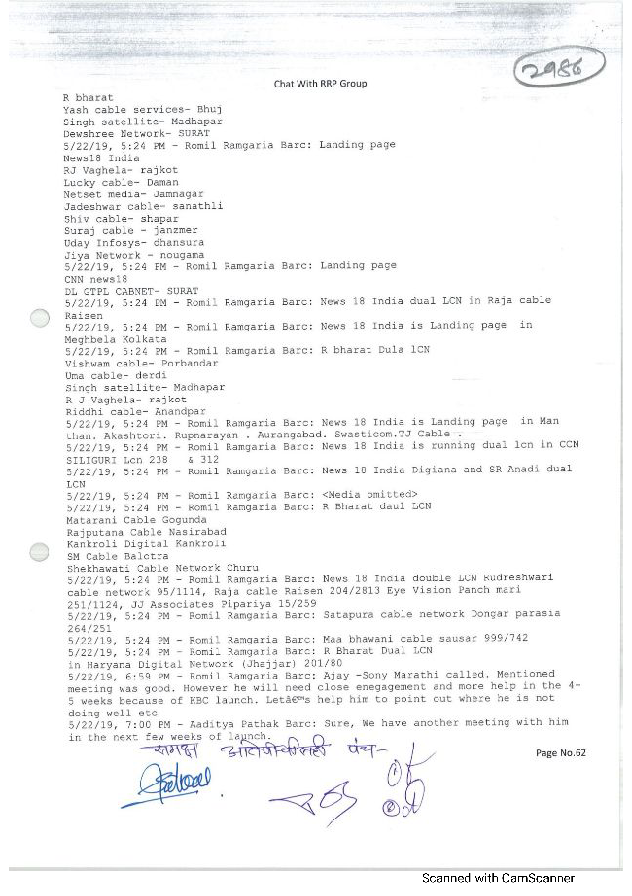 2986
Chat With RRP Group
R bharat
Yash cable services- Bhuj
Singh satellite- Madhapar
Dewshree Network- SURAT
5/22/19, 5:24 PM - Romil Ramgaria Barc: Landing page
News18 India
RJ Vaghela- rajkot
Lucky cable- Daman
Netset media- Jamnagar
Jadeshwar cable- sanathli
Shiv cable- shapar
Suraj cable - janzmer
Uday Infosys- dhansura
Jiya Network - nougama
5/22/19, 5:24 PM - Romil Ramgaria Barc: Landing page
CNN news18
DL GTPL CABNET- SURAT
5/22/19, 5:24 PM - Romil Ramgaria Barc: News 18 India dual LCN in Raja cable
Raisen
5/22/19, 5:24 PM - Romil Ramgaria Barc: News 18 India is Landing page in
Meghbela Kolkata
5/22/19, 5:24 PM - Romil Ramgaria Barc: R bharat Dula lCN
Vishwam cable- Porbandar
Uma cable- derdi
Singh satellite- Madhapar
R J Vaghela- rajkot
Riddhi cable- Anandpar
5/22/19, 5:24 PM - Romil Ramgaria Barc: News 18 India is Landing page in Man
than. Akashtori. Rupnarayan . Aurangabad. Swasticom.TJ Cable .
5/22/19, 5:24 PM - Romil Ramgaria Barc: News 18 India is running dual lcn in CCN
SILIGURI Lcn 238 & 312
5/22/19, 5:24 PM - Romil Ramgaria Barc: News 18 India Digiana and SR Anadi dual
LCN
5/22/19, 5:24 PM - Romil Ramgaria Barc: <Media omitted>
5/22/19, 5:24 PM - Romil Ramgaria Barc: R Bharat daul LCN
Matarani Cable Gogunda
Rajputana Cable Nasirabad
Kankroli Digital Kankroli
SM Cable Balotra
Shekhawati Cable Network Churu
5/22/19, 5:24 PM - Romil Ramgaria Barc: News 18 India double LCN Rudreshwari
cable network 95/1114, Raja cable Raisen 204/2813 Eye Vision Panch mari
251/1124, JJ Associates Pipariya 15/259
5/22/19, 5:24 PM - Romil Ramgaria Barc: Satapura cable network Dongar parasia
264/251
5/22/19, 5:24 PM - Romil Ramgaria Barc: Maa bhawani cable sausar 999/742
5/22/19, 5:24 PM - Romil Ramgaria Barc: R Bharat Dual LCN
in Haryana Digital Network (Jhajjar) 201/80
5/22/19, 6:59 PM - Romil Ramgaria Barc: Ajay -Sony Marathi called. Mentioned
meeting was good. However he will need close enegagement and more help in the 4-
5 weeks because of KBC launch. Letâ€™s help him to point out where he is not
doing well etc
5/22/19, 7:00 PM - Aaditya Pathak Barc: Sure, We have another meeting with him
in the next few weeks of launch.
समक्ष पंच-
Page No.62
Scanned with CamScanner